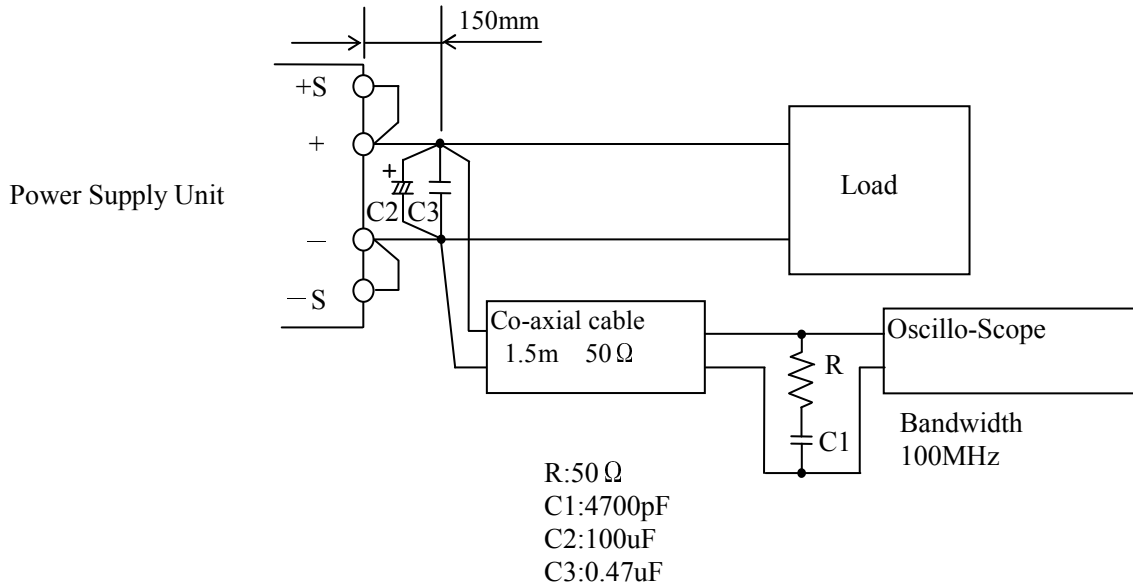 150mm
+S
+
Power Supply Unit
－
－S
+
C2
C3
Load
Co-axial cable
1.5m 50Ω
Oscillo-Scope
R
C1
Bandwidth
100MHz
R:50Ω
C1:4700pF
C2:100uF
C3:0.47uF